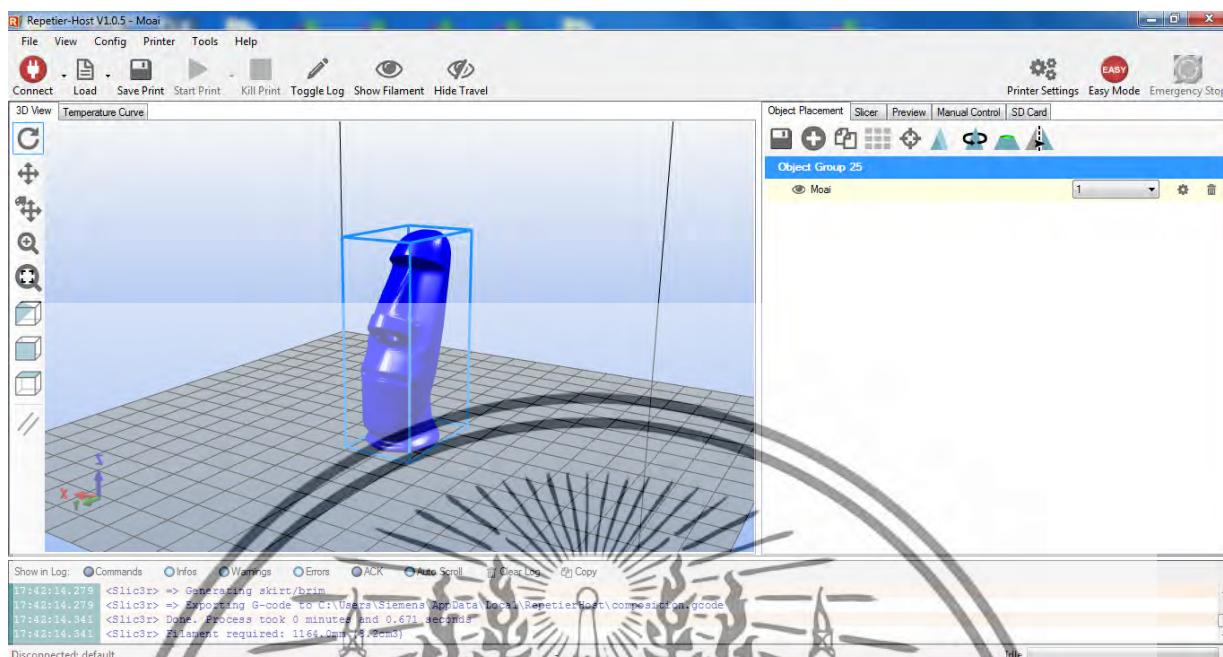 Repetier-Host V1.0.5 - Moai
File View Config Printer Tools Help
Connect Load Save Print Start Print Kill Print Toggle Log Show Filament Hide Travel Printer Settings Easy Mode Emergency Stop
EASY
3D View Temperature Curve
Object Placement Slicer Preview Manual Control SD Card
Object Group 25
Moai 1
Z
X
Y
Show in Log: Commands Infos Warnings Errors ACK Auto Scroll Clear Log Copy
17:42:14.279 <Slic3r> => Generating skirt/brim
17:42:14.279 <Slic3r> => Exporting G-code to C:\Users\Siemens\AppData\Local\RepetierHost\composition.gcode
17:42:14.341 <Slic3r> Done. Process took 0 minutes and 0.671 seconds
17:42:14.341 <Slic3r> Filament required: 1164.0mm (8.2cm3)
Disconnected: default Idle